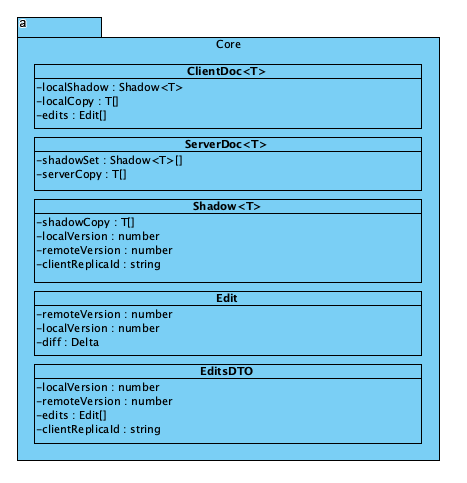 a
Core
ClientDoc<T>
-localShadow : Shadow<T>
-localCopy : T[]
-edits : Edit[]
ServerDoc<T>
-shadowSet : Shadow<T>[]
-serverCopy : T[]
Shadow<T>
-shadowCopy : T[]
-localVersion : number
-remoteVersion : number
-clientReplicaId : string
Edit
-remoteVersion : number
-localVersion : number
-diff : Delta
EditsDTO
-localVersion : number
-remoteVersion : number
-edits : Edit[]
-clientReplicaId : string